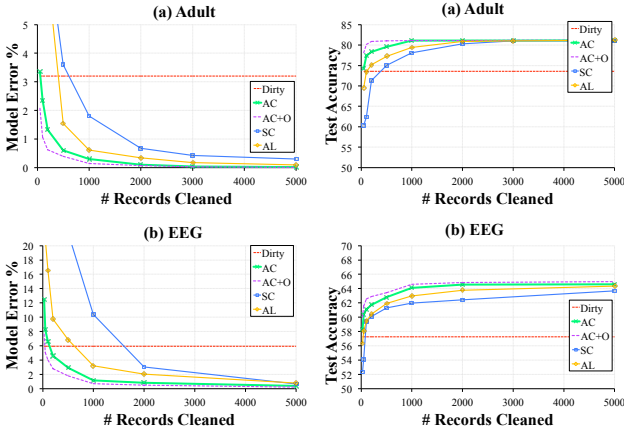 (a) Adult
Model Error %
5
4
3
2
1
0
0 1000 2000 3000 4000 5000
# Records Cleaned
Dirty
AC
AC+O
SC
AL
(a) Adult
Test Accuracy
85
80
75
70
65
60
55
50
0 1000 2000 3000 4000 5000
# Records Cleaned
Dirty
AC
AC+O
SC
AL
(b) EEG
Model Error %
20
18
16
14
12
10
8
6
4
2
0
0 1000 2000 3000 4000 5000
# Records Cleaned
Dirty
AC
AC+O
SC
AL
(b) EEG
Test Accuracy
70
68
66
64
62
60
58
56
54
52
50
0 1000 2000 3000 4000 5000
# Records Cleaned
Dirty
AC
AC+O
SC
AL